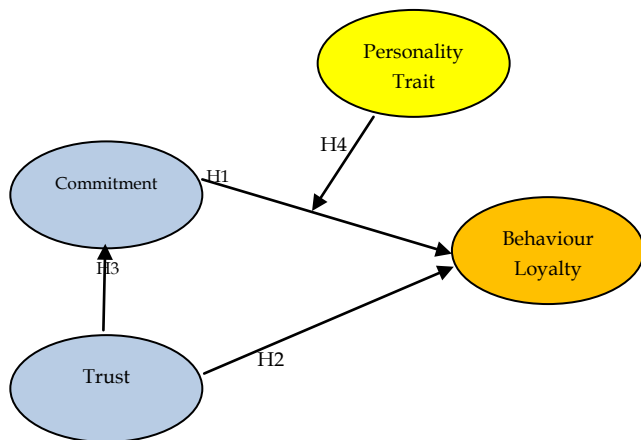 Personality
Trait
H4
Commitment
H1
Behaviour
Loyalty
H3
H2
Trust